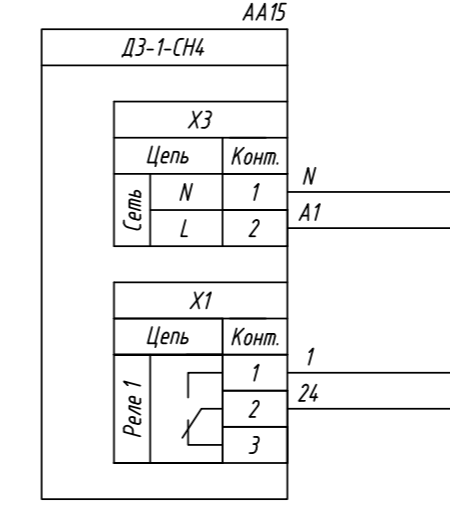 АА15
ДЗ-1-СН4
Х3
Цепь Конт.
Сеть N 1 N
L 2 А1
Х1
Цепь Конт.
Реле 1 1 1
2 24
3